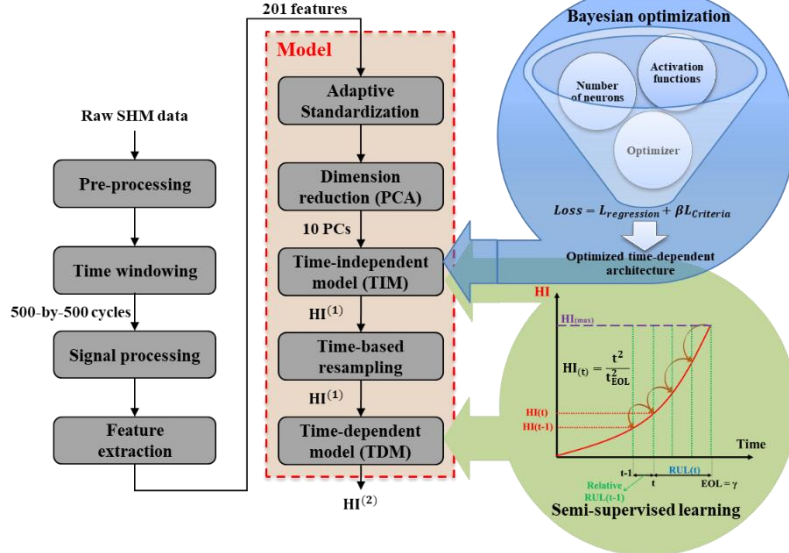 201 features
Raw SHM data
Pre-processing
Time windowing
500-by-500 cycles
Signal processing
Feature
extraction
Model
Adaptive
Standardization
Dimension
reduction (PCA)
10 PCs
Time-independent
model (TIM)
HI⁽¹⁾
Time-based
resampling
HI⁽¹⁾
Time-dependent
model (TDM)
HI⁽²⁾
Bayesian optimization
Number
of neurons
Activation
functions
Optimizer
Loss = L_regression + βL_Criteria
Optimized time-dependent
architecture
HI
HI(max)
HI(t) = t²/t²_EOL
HI(t)
HI(t-1)
Time
t-1
t
RUL(t)
EOL = γ
Relative
RUL(t-1)
Semi-supervised learning